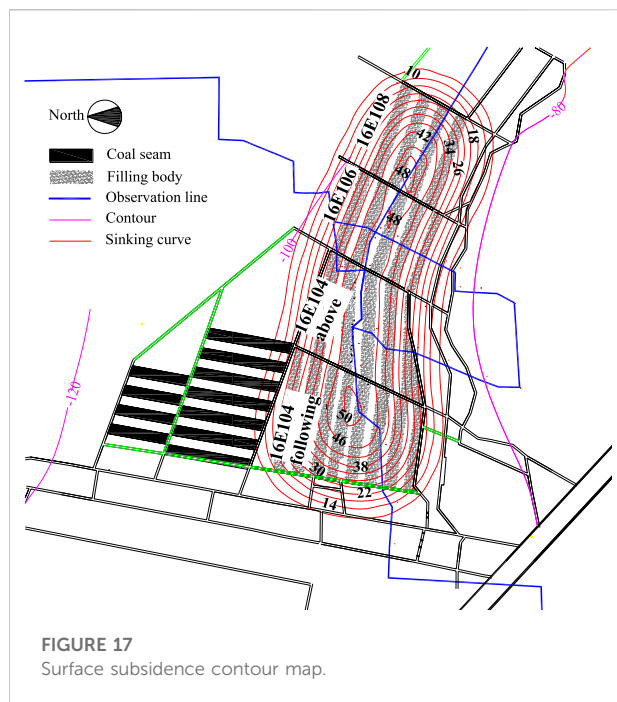 North
Coal seam
Filling body
Observation line
Contour
Sinking curve
-10
16E108
18
-80
42
34
26
48
16E106
48
-100
16E104
above
-120
16E104
following
50
46
38
30
22
14
FIGURE 17
Surface subsidence contour map.